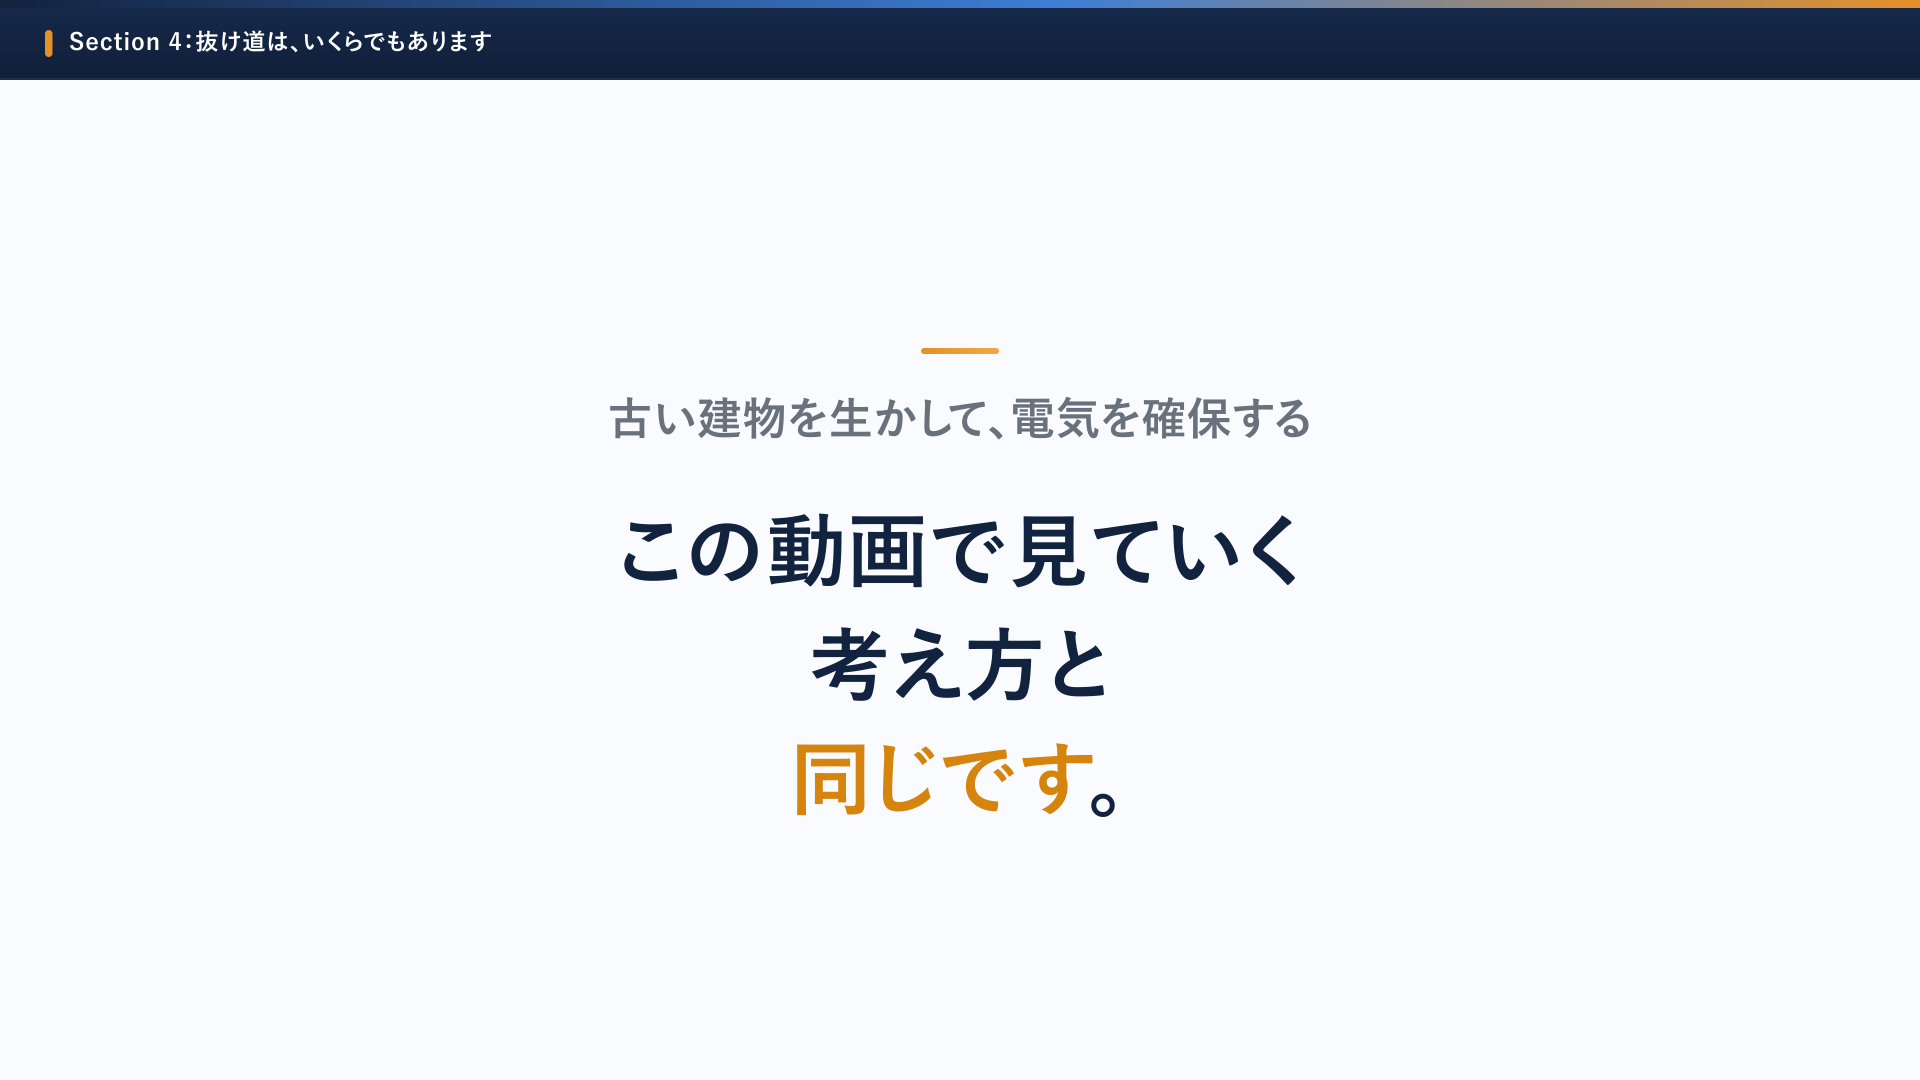 Section 4：抜け道は、いくらでもあります
古い建物を生かして、電気を確保する
この動画で見ていく
考え方と
同じです。